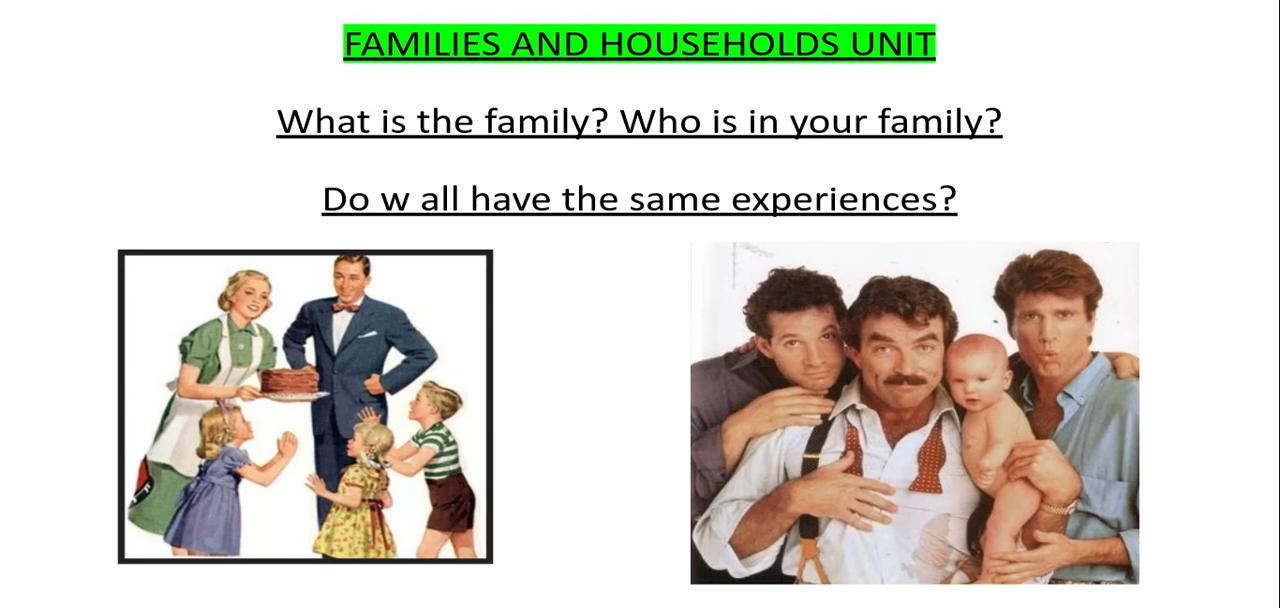 FAMILIES AND HOUSEHOLDS UNIT
What is the family? Who is in your family?
Do w all have the same experiences?